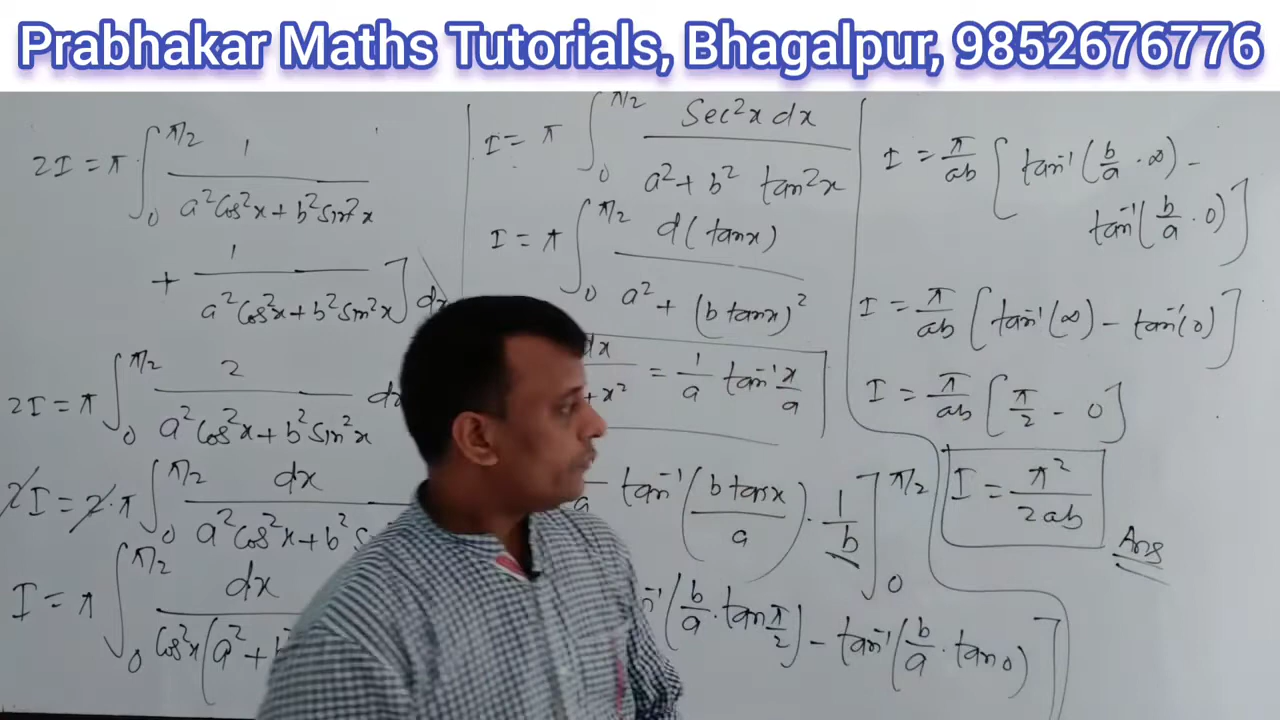 Prabhakar Maths Tutorials, Bhagalpur, 9852676776
2I = π ∫₀^{π/2} 1/(a²cos²x + b²sin²x
+ 1/(a²cos²x + b²sin²x] dx
2I = π ∫₀^{π/2} 2/(a²cos²x + b²sin²x dx
2I = 2·π ∫₀^{π/2} dx/(a²cos²x + b²s
I = π ∫₀^{π/2} dx/(cos²x(a² + b²
I = π ∫₀^{π/2} Sec²x dx/(a² + b² tan²x
I = π ∫₀^{π/2} d(tanx)/(a² + (b tanx)²
dx/(+ x² = 1/a tan⁻¹ x/a
a tan⁻¹(b tanx/a) · 1/b]₀^{π/2}
(b/a · tan π/2) - tan⁻¹(b/a · tan 0)]
I = π/ab [tan⁻¹(b/a · ∞) -
tan⁻¹(b/a · 0)]
I = π/ab [tan⁻¹(∞) - tan⁻¹(0)]
I = π/ab [π/2 - 0]
I = π²/2ab
Ans